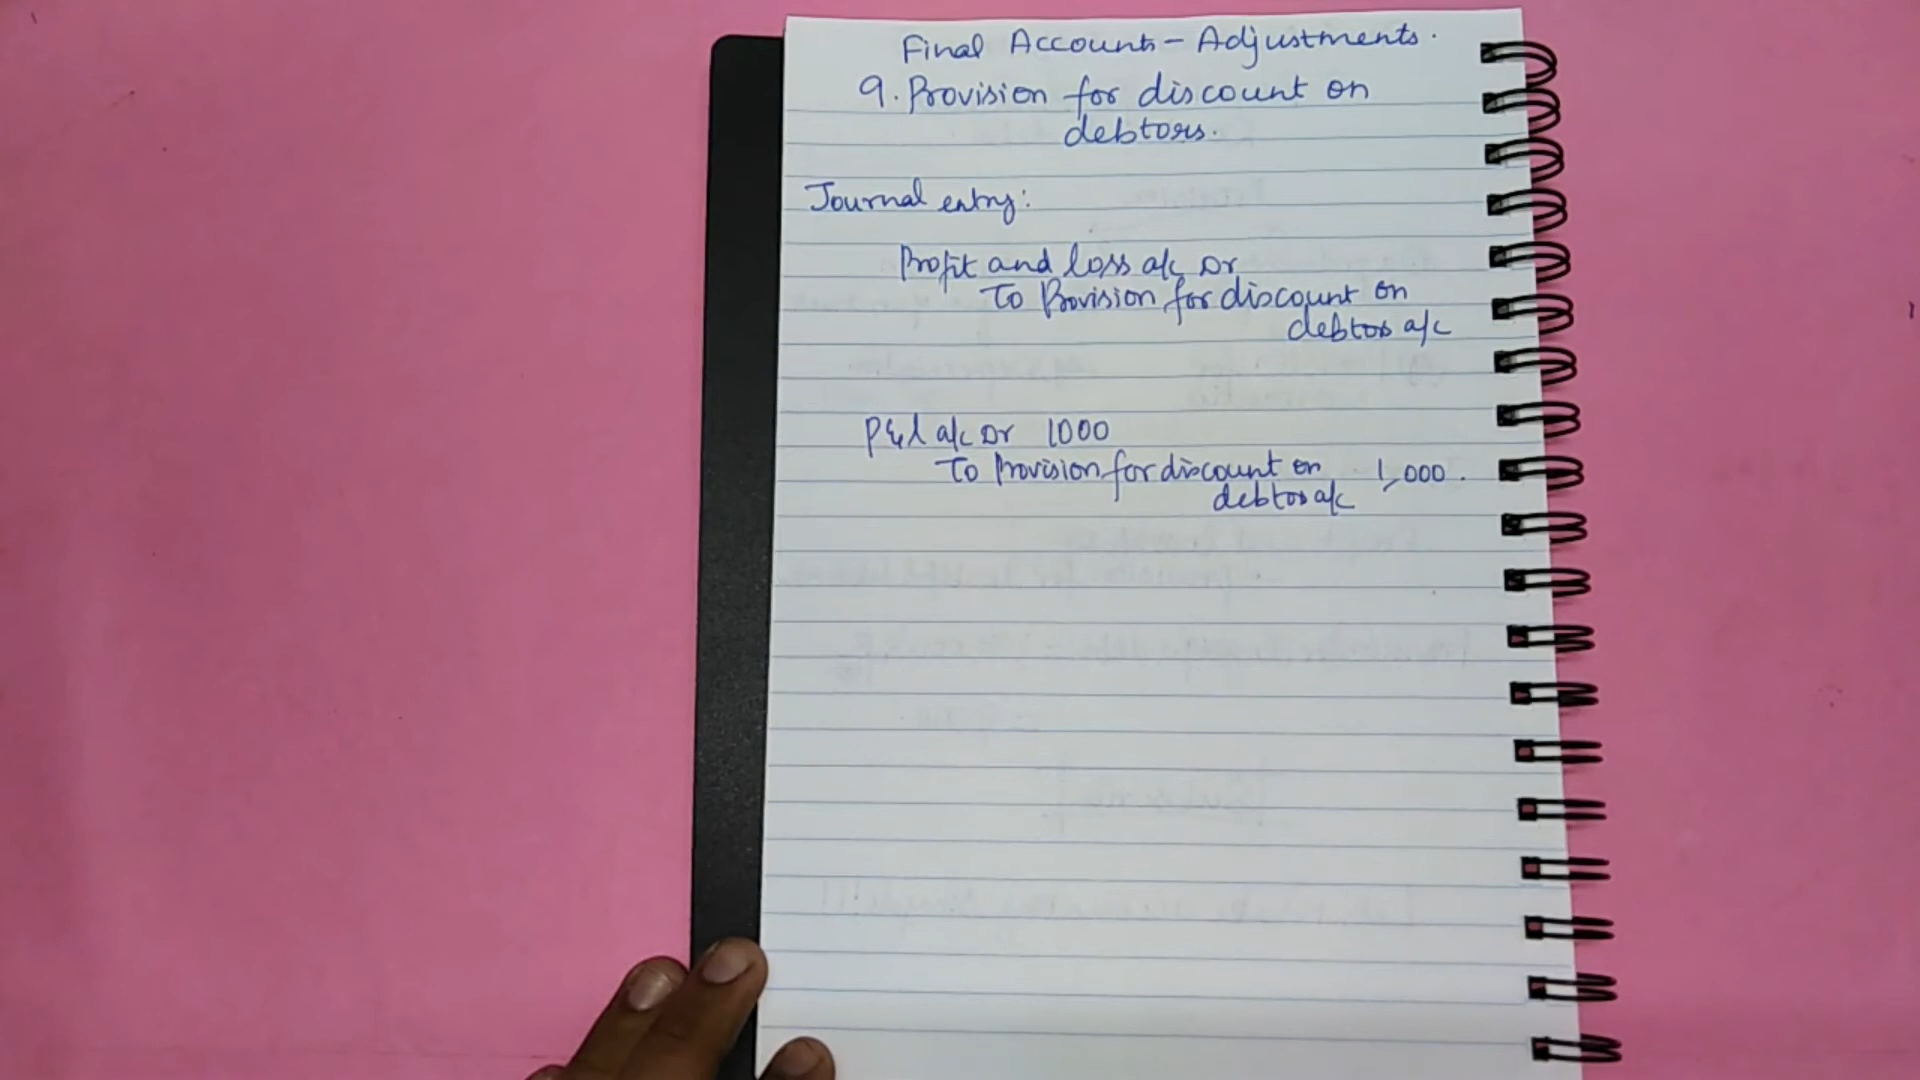 Final Accounts - Adjustments.
9. Provision for discount on
debtors.
Journal entry:
Profit and loss a/c Dr
To Provision for discount on
debtors a/c
P&L a/c Dr 1000
To Provision for discount on 1,000.
debtors a/c